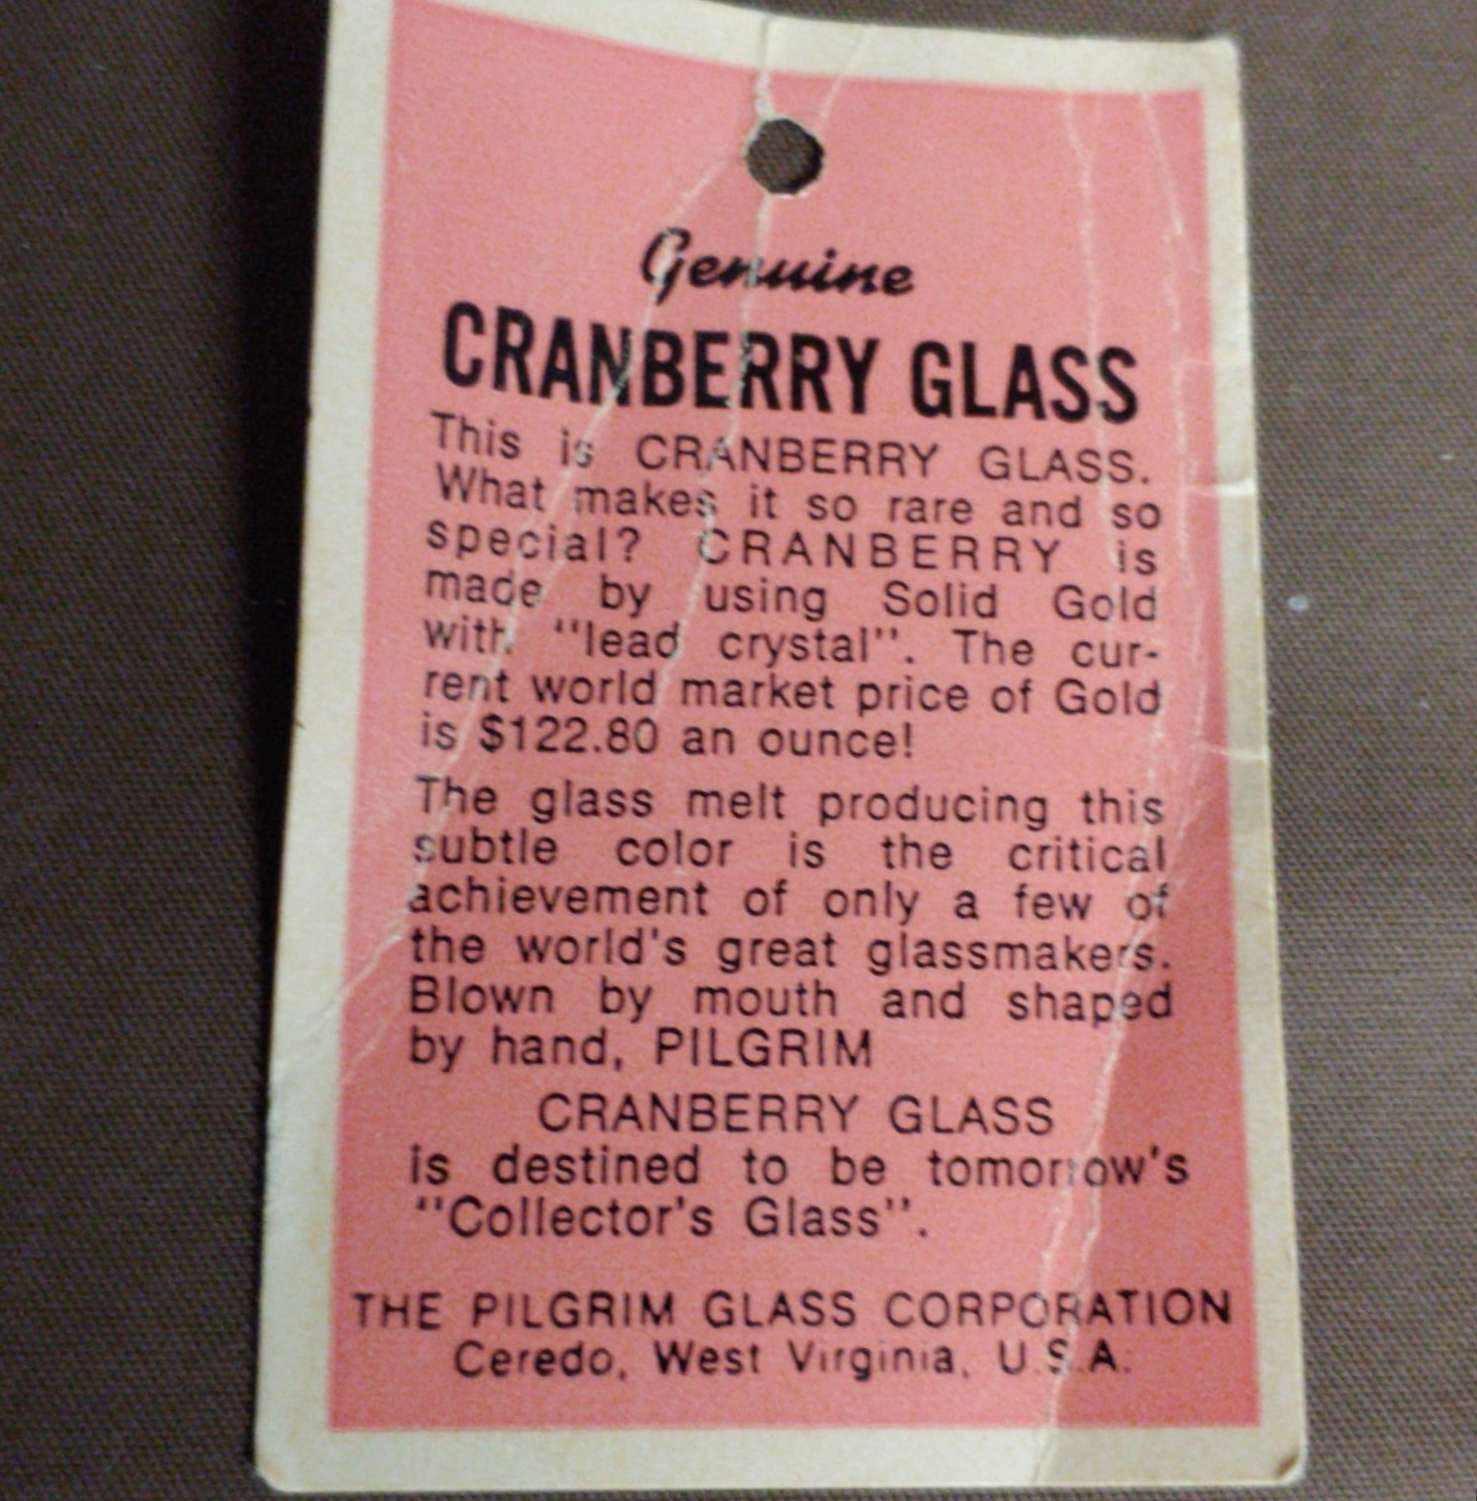 Genuine
CRANBERRY GLASS
This is CRANBERRY GLASS.
What makes it so rare and so
special? CRANBERRY is
made by using Solid Gold
with "lead crystal". The cur-
rent world market price of Gold
is $122.80 an ounce!
The glass melt producing this
subtle color is the critical
achievement of only a few of
the world's great glassmakers.
Blown by mouth and shaped
by hand, PILGRIM
CRANBERRY GLASS
is destined to be tomorrow's
"Collector's Glass".
THE PILGRIM GLASS CORPORATION
Ceredo, West Virginia, U.S.A.